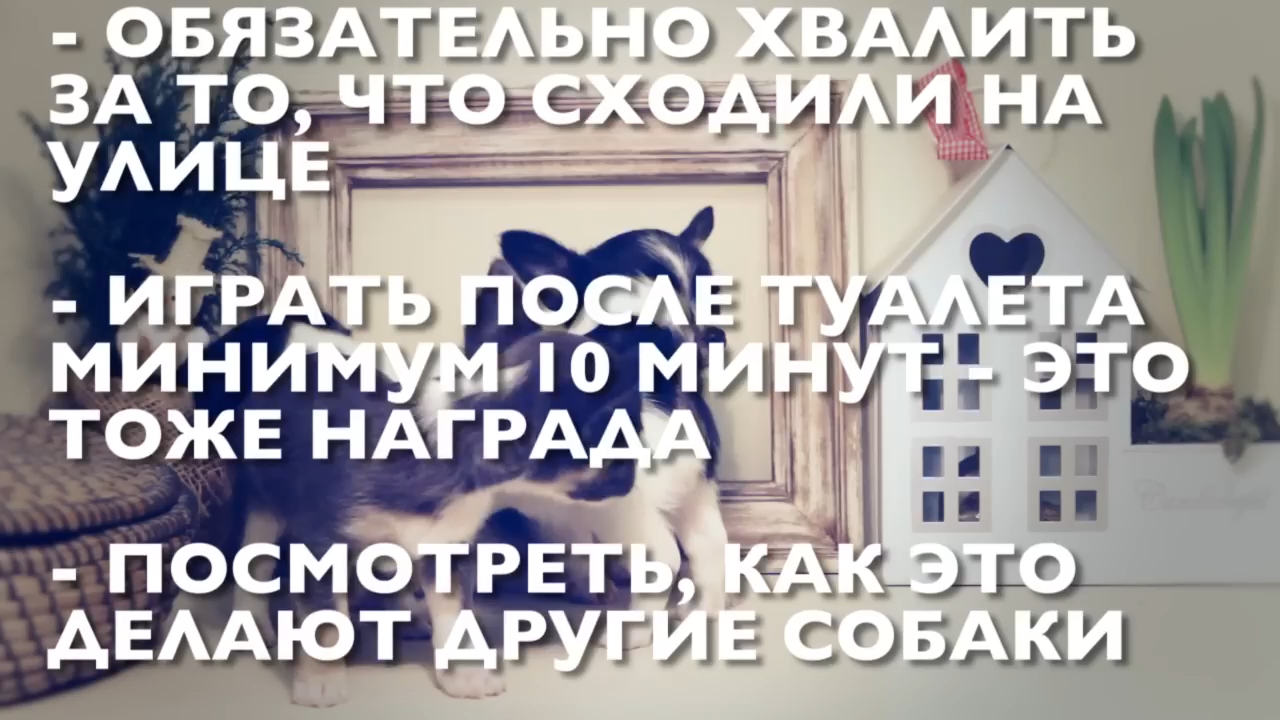 - ОБЯЗАТЕЛЬНО ХВАЛИТЬ
ЗА ТО, ЧТО СХОДИЛИ НА
УЛИЦЕ
- ИГРАТЬ ПОСЛЕ ТУАЛЕТА
МИНИМУМ 10 МИНУТ - ЭТО
ТОЖЕ НАГРАДА
- ПОСМОТРЕТЬ, КАК ЭТО
ДЕЛАЮТ ДРУГИЕ СОБАКИ